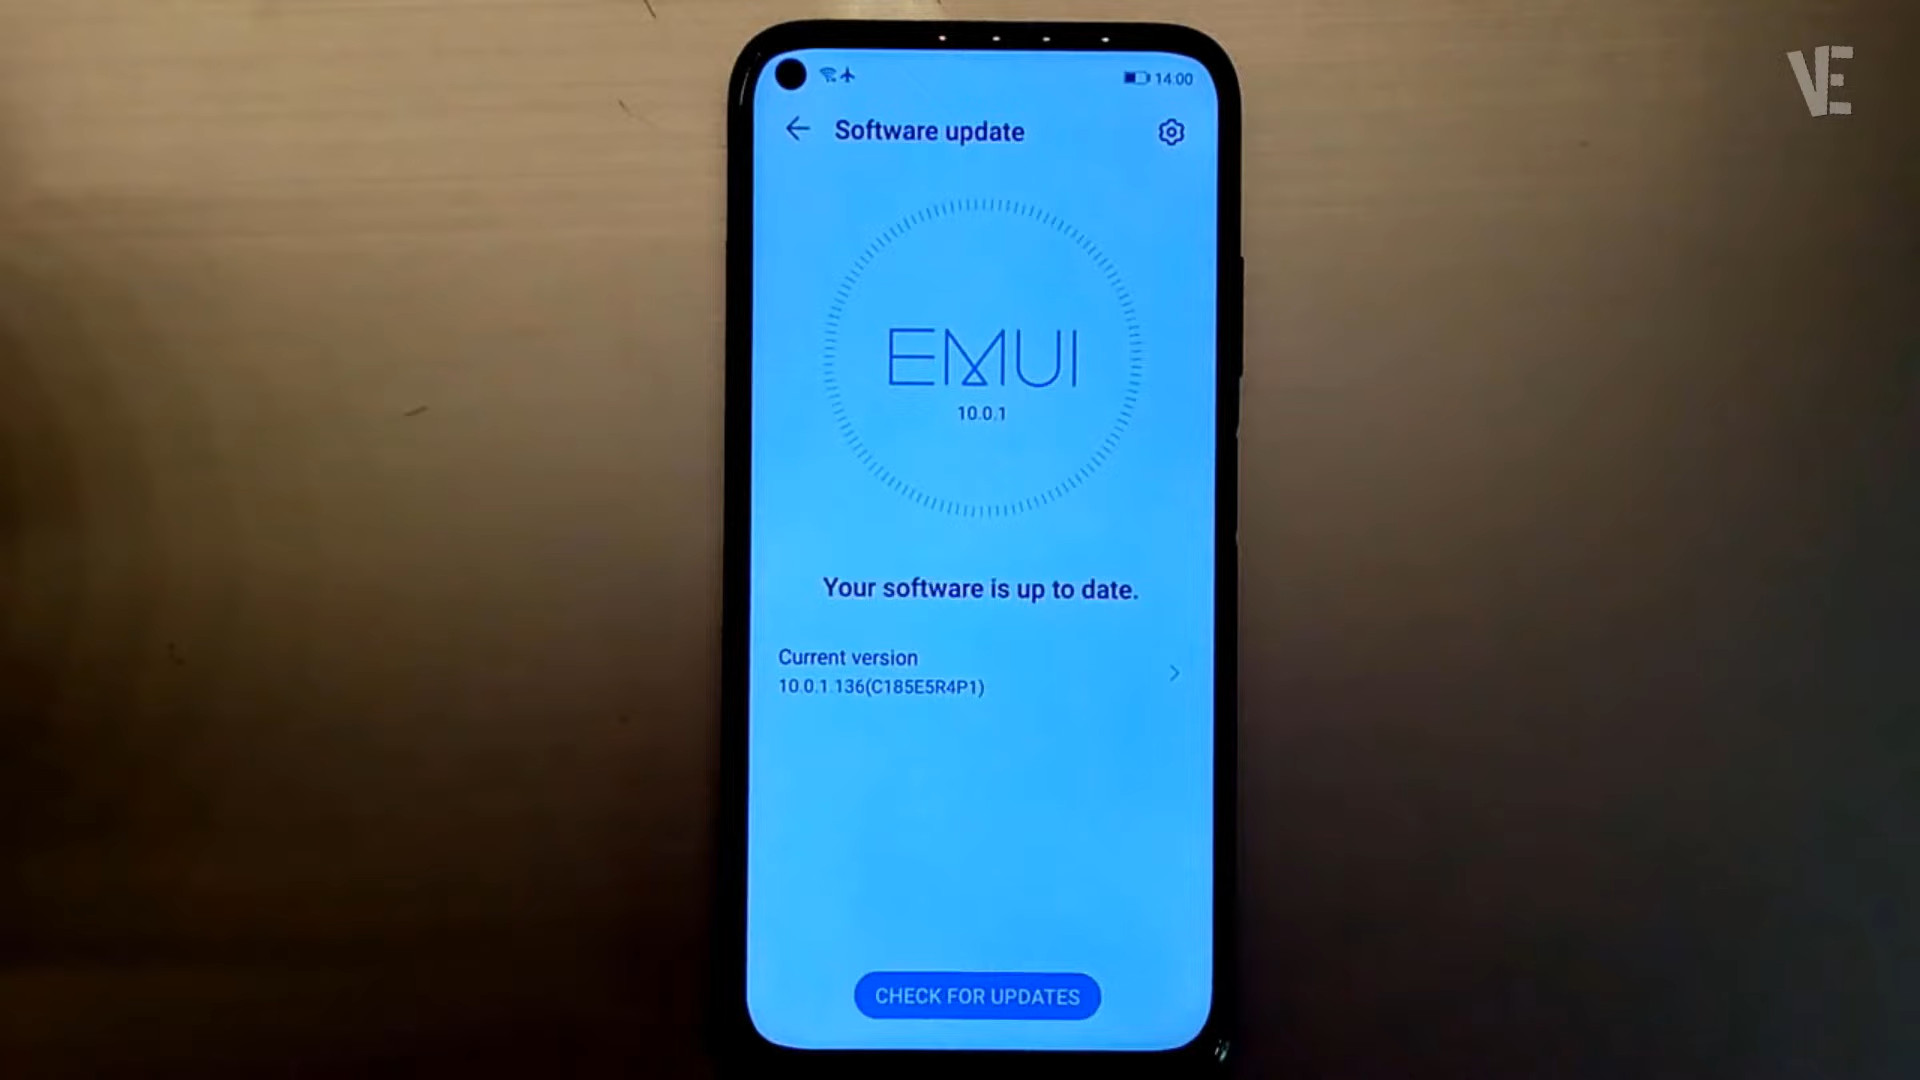 14:00
VE
Software update
EMUI
10.0.1
Your software is up to date.
Current version
10.0.1.136(C185E5R4P1)
CHECK FOR UPDATES